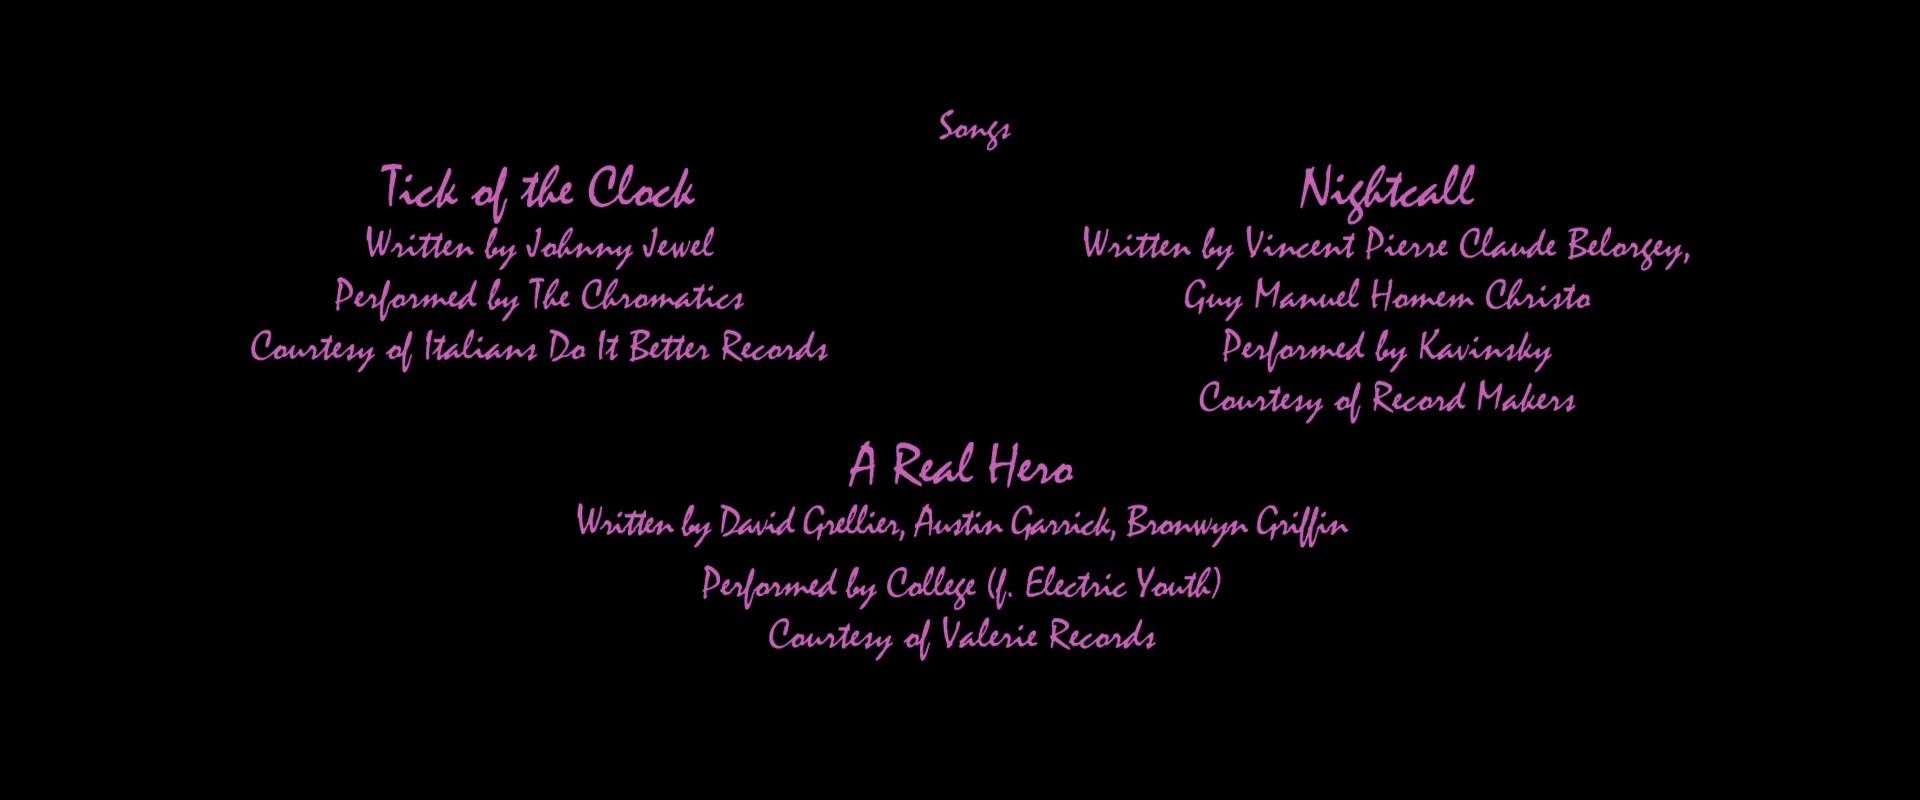 Songs
Tick of the Clock
Written by Johnny Jewel
Performed by The Chromatics
Courtesy of Italians Do It Better Records
Nightcall
Written by Vincent Pierre Claude Belorgey,
Guy Manuel Homem Christo
Performed by Kavinsky
Courtesy of Record Makers
A Real Hero
Written by David Grellier, Austin Garrick, Bronwyn Griffin
Performed by College (f. Electric Youth)
Courtesy of Valerie Records